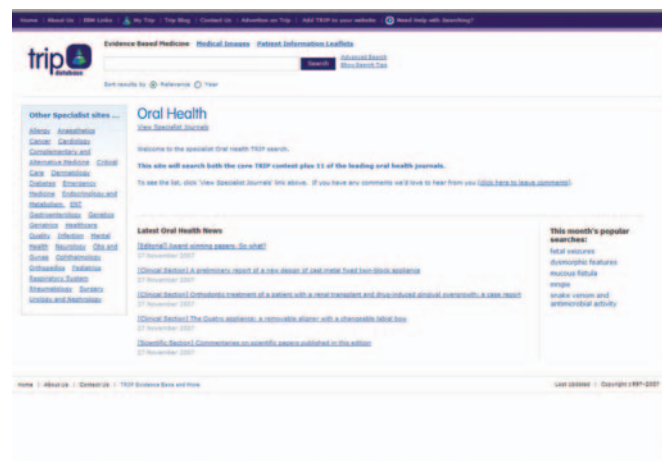 Home | About Us | EBM Links | My Trip | Trip Blog | Contact Us | Advertise on Trip | Add TRIP to your website | Need Help with Searching?
trip
database
Evidence Based Medicine Medical Images Patient Information Leaflets
Search
Advanced Search
Sort results by Relevance Year
Other Specialist sites ...
Allergy Anaesthetics
Cancer Cardiology
Complementary and
Alternative Medicine Critical
Care Dermatology
Diabetes Emergency
Medicine Endocrinology and
Metabolism. ENT
Gastroenterology Genetics
Geriatrics Healthcare
Quality Infection Mental
Health Neurology Obs and
Gynae Ophthalmology
Orthopedics Pediatrics
Respiratory System
Rheumatology Surgery
Urology and Nephrology
Oral Health
View Specialist Journals
Welcome to the specialist Oral Health TRIP search.
This site will search both the core TRIP content plus 11 of the leading oral health journals.
To see the list, click 'View Specialist Journals' link above. If you have any comments we'd love to hear from you (click here to leave comments).
Latest Oral Health News
[Editorial] Award winning papers. So what?
27 November 2007
[Clinical Section] A preliminary report of a new design of cast metal fixed twin-block appliance
27 November 2007
[Clinical Section] Orthodontic treatment of a patient with a renal transplant and drug-induced gingival overgrowth: a case report
27 November 2007
[Clinical Section] The Quatro appliance: a removable aligner with a changeable labial bow
27 November 2007
[Scientific Section] Commentaries on scientific papers published in this edition
27 November 2007
This month's popular
searches:
fetal seizures
dysmorphic features
mucous fistula
snake venom and
antimicrobial activity
Home | About Us | Contact Us | TRIP Evidence Base and More
Last Updated | Copyright 1997-2007